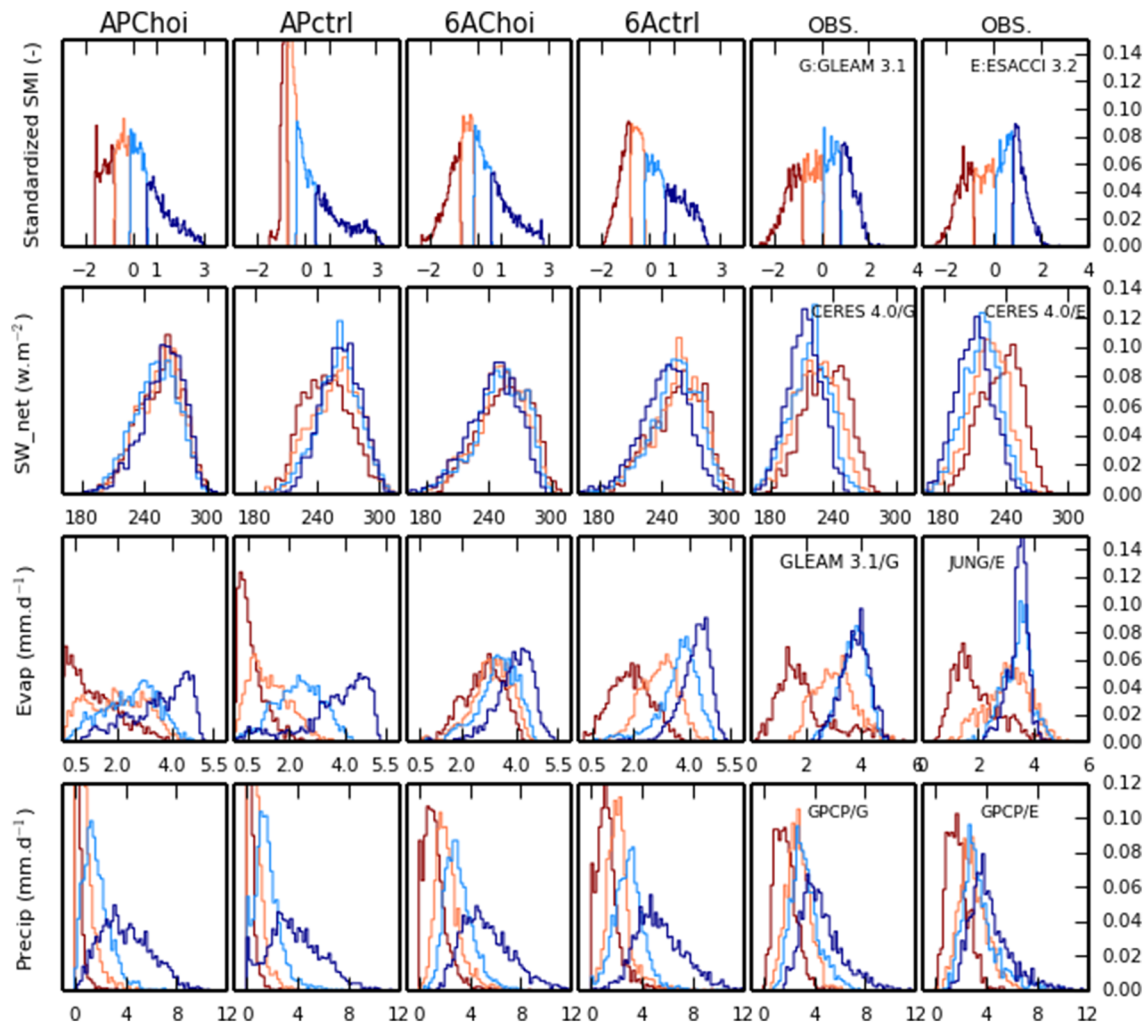 APChoi APctrl 6AChoi 6Actrl OBS. OBS.
Standardized SMI (-)
G:GLEAM 3.1 E:ESACCI 3.2
0.14
0.12
0.10
0.08
0.06
0.04
0.02
0.00
−2 0 1 3 −2 0 1 3 −2 0 1 3 −2 0 1 3 −2 0 2 4 −2 0 2 4
SW_net (w.m⁻²)
CERES 4.0/G CERES 4.0/E
0.14
0.12
0.10
0.08
0.06
0.04
0.02
0.00
180 240 300 180 240 300 180 240 300 180 240 300 180 240 300 180 240 300
Evap (mm.d⁻¹)
GLEAM 3.1/G JUNG/E
0.14
0.12
0.10
0.08
0.06
0.04
0.02
0.00
0.5 2.0 4.0 5.5 0.5 2.0 4.0 5.5 0.5 2.0 4.0 5.5 0.5 2.0 4.0 5.5 0 2 4 6 0 2 4 6
Precip (mm.d⁻¹)
GPCP/G GPCP/E
0.12
0.10
0.08
0.06
0.04
0.02
0.00
0 4 8 12 0 4 8 12 0 4 8 12 0 4 8 12 0 4 8 12 0 4 8 12